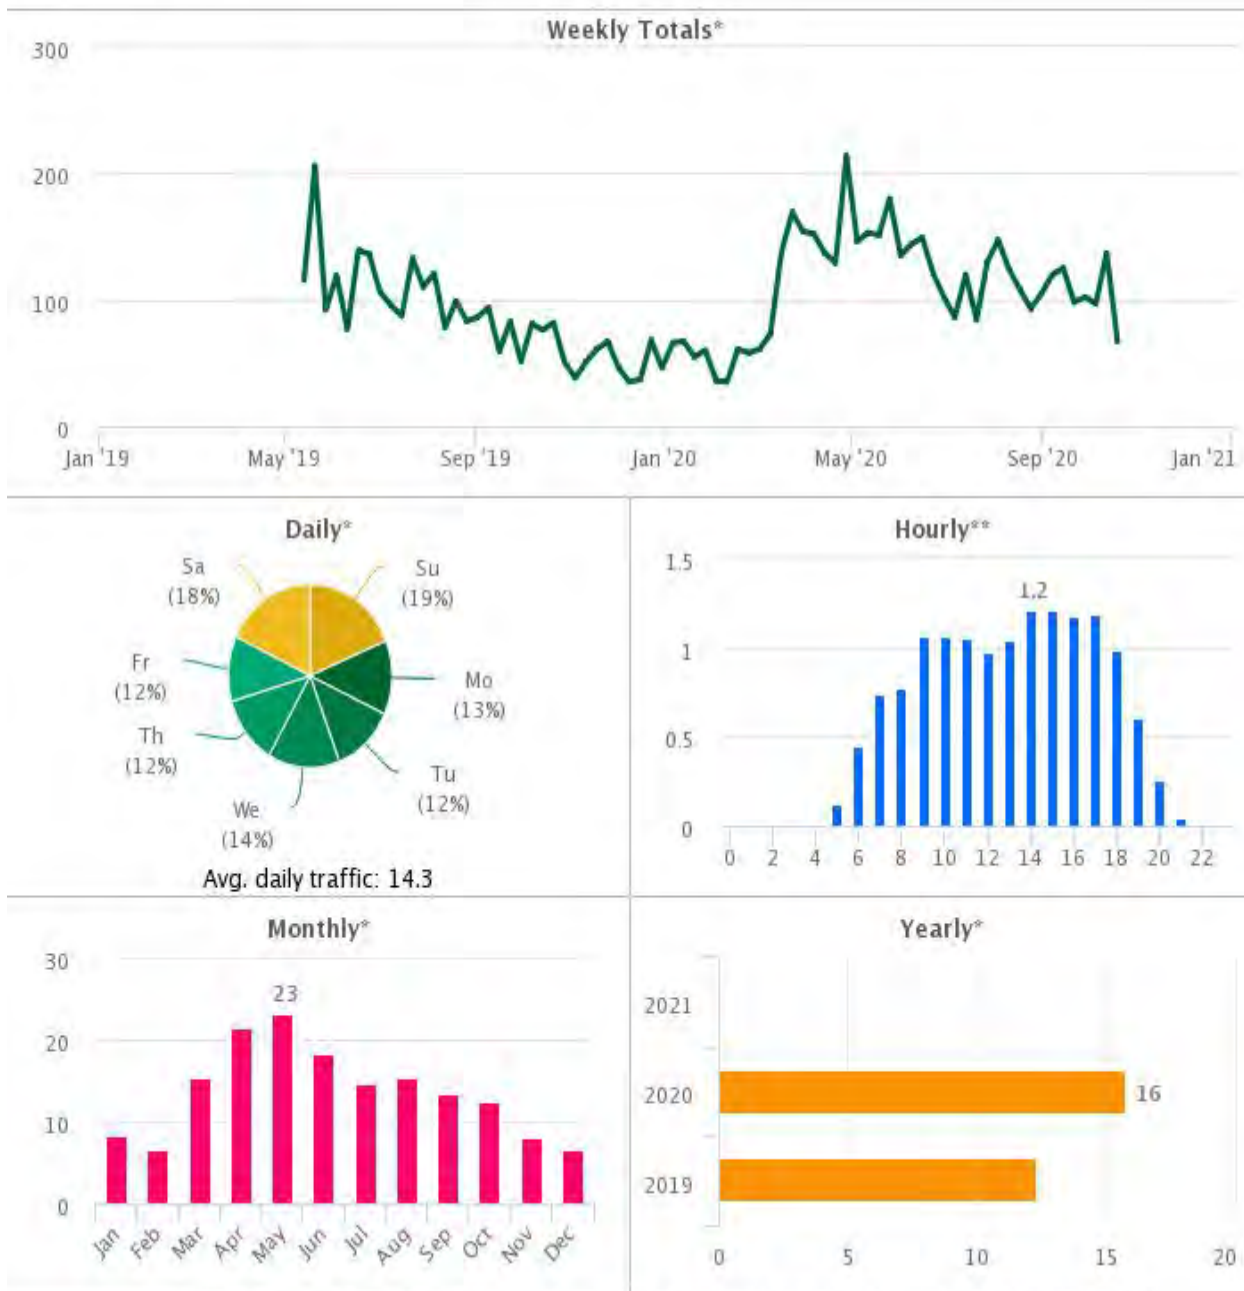 Weekly Totals*
300
200
100
0
Jan '19 May '19 Sep '19 Jan '20 May '20 Sep '20 Jan '21
Daily*
Sa
(18%)
Su
(19%)
Fr
(12%)
Mo
(13%)
Th
(12%)
Tu
(12%)
We
(14%)
Avg. daily traffic: 14.3
Hourly**
1.5
1.2
1
0.5
0
0 2 4 6 8 10 12 14 16 18 20 22
Monthly*
30
23
20
10
0
Jan Feb Mar Apr May Jun Jul Aug Sep Oct Nov Dec
Yearly*
2021
2020 16
2019
0 5 10 15 20